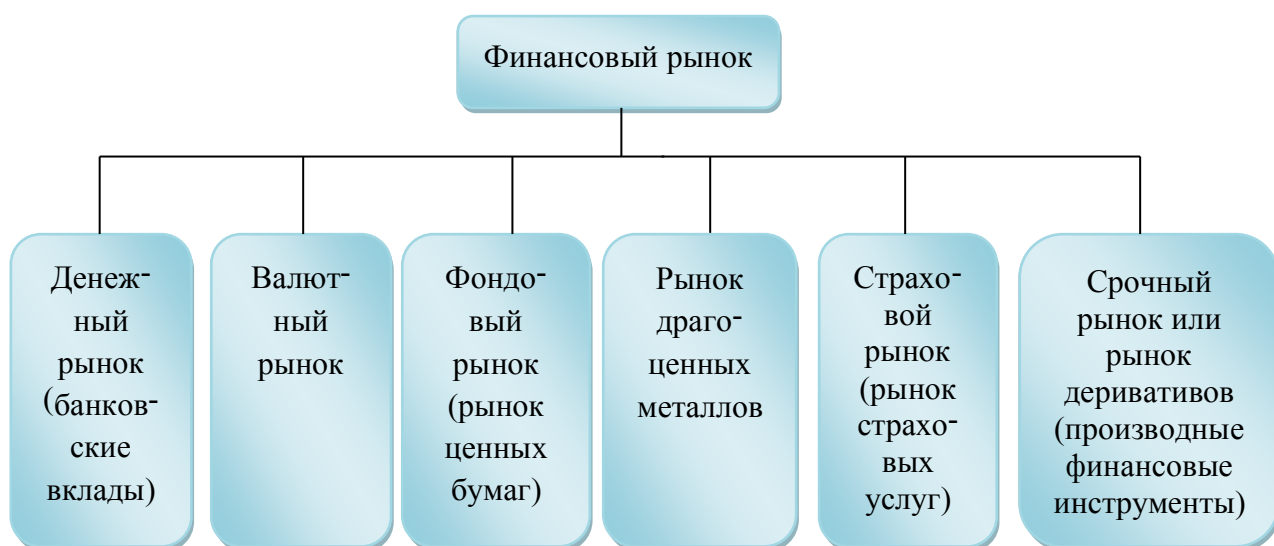 Финансовый рынок
Денеж-
ный
рынок
(банков-
ские
вклады)
Валют-
ный
рынок
Фондо-
вый
рынок
(рынок
ценных
бумаг)
Рынок
драго-
ценных
металлов
Страхо-
вой
рынок
(рынок
страхо-
вых
услуг)
Срочный
рынок или
рынок
деривативов
(производные
финансовые
инструменты)